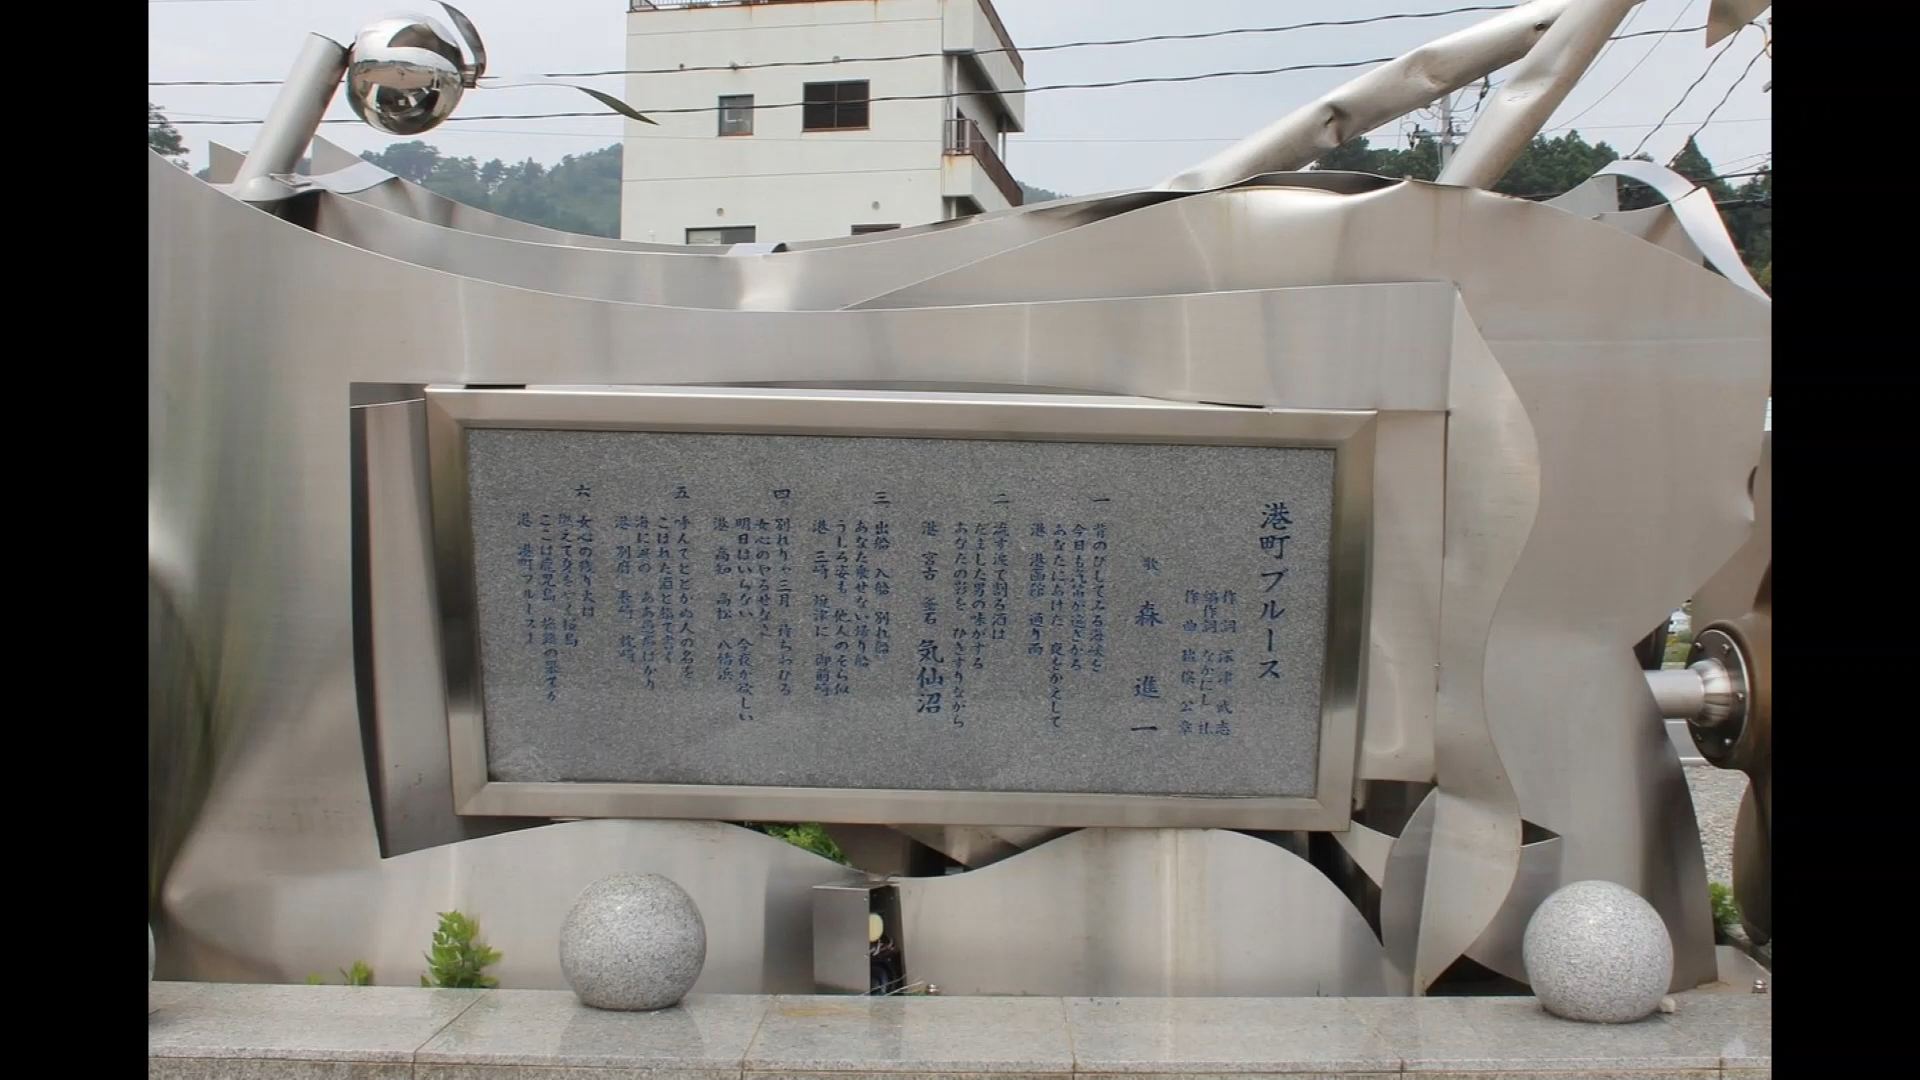 港町ブルース
作詞 深津 武志
補作詞 なかにし 礼
作曲 猪俣 公章
歌 森 進一
一 背のびしてみる海峡を
今日も汽笛が遠ざかる
あなたにあげた 夜をかえして
港 港函館 通り雨
二 流す涙で割る酒は
だました男の味がする
あなたの影を ひきずりながら
港 宮古 釜石 気仙沼
三 出船 入船 別れ船
あなた乗せない帰り船
うしろ姿も 他人のそら似
港 三崎 焼津に 御前崎
四 別れりゃ三月 待ちわびる
女心のやるせなさ
明日はいらない 今夜が欲しい
港 高知 高松 八幡浜
五 呼んでとどかぬ人の名を
こぼれた酒と指で書く
海に涙の ああ愚痴ばかり
港 別府 長崎 枕崎
六 女心の残り火は
燃えて身をやく桜島
ここは鹿児島 旅路の果てか
港 港町ブルースよ